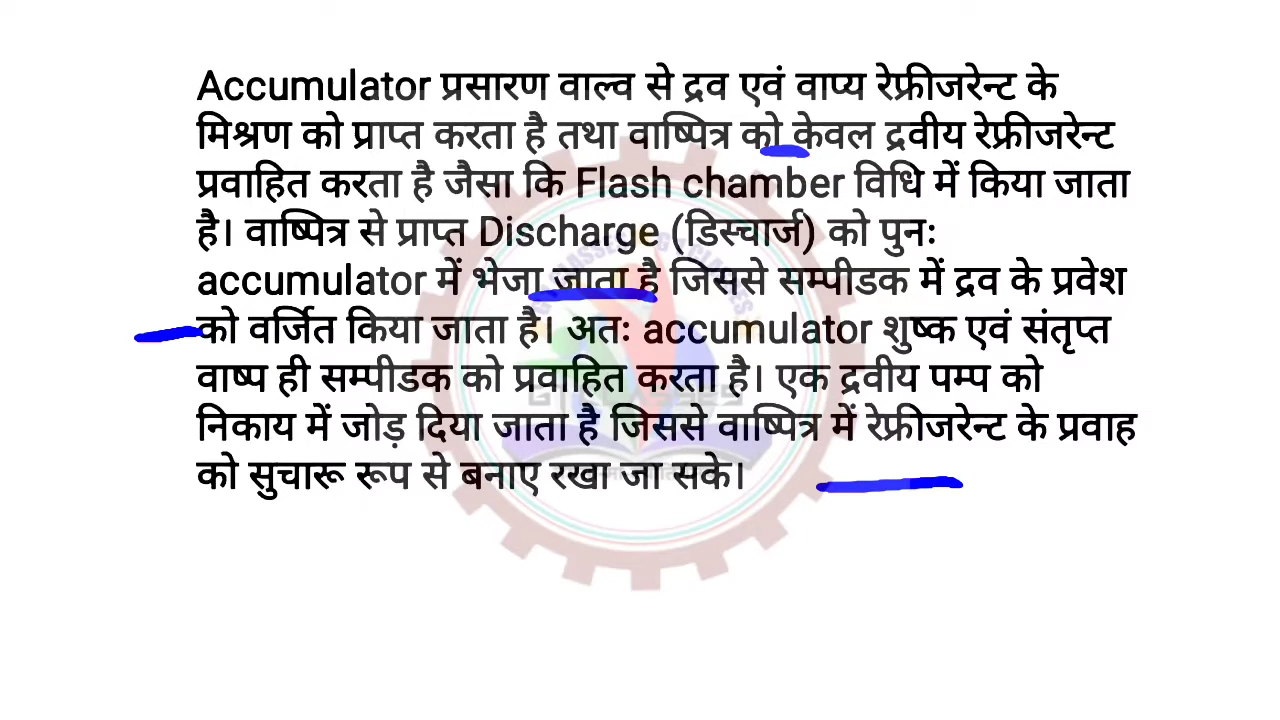 Accumulator प्रसारण वाल्व से द्रव एवं वाप्य रेफ्रीजरेन्ट के
मिश्रण को प्राप्त करता है तथा वाष्पित्र को केवल द्रवीय रेफ्रीजरेन्ट
प्रवाहित करता है जैसा कि Flash chamber विधि में किया जाता
है। वाष्पित्र से प्राप्त Discharge (डिस्चार्ज) को पुनः
accumulator में भेजा जाता है जिससे सम्पीडक में द्रव के प्रवेश
को वर्जित किया जाता है। अतः accumulator शुष्क एवं संतृप्त
वाष्प ही सम्पीडक को प्रवाहित करता है। एक द्रवीय पम्प को
निकाय में जोड़ दिया जाता है जिससे वाष्पित्र में रेफ्रीजरेन्ट के प्रवाह
को सुचारू रूप से बनाए रखा जा सके।